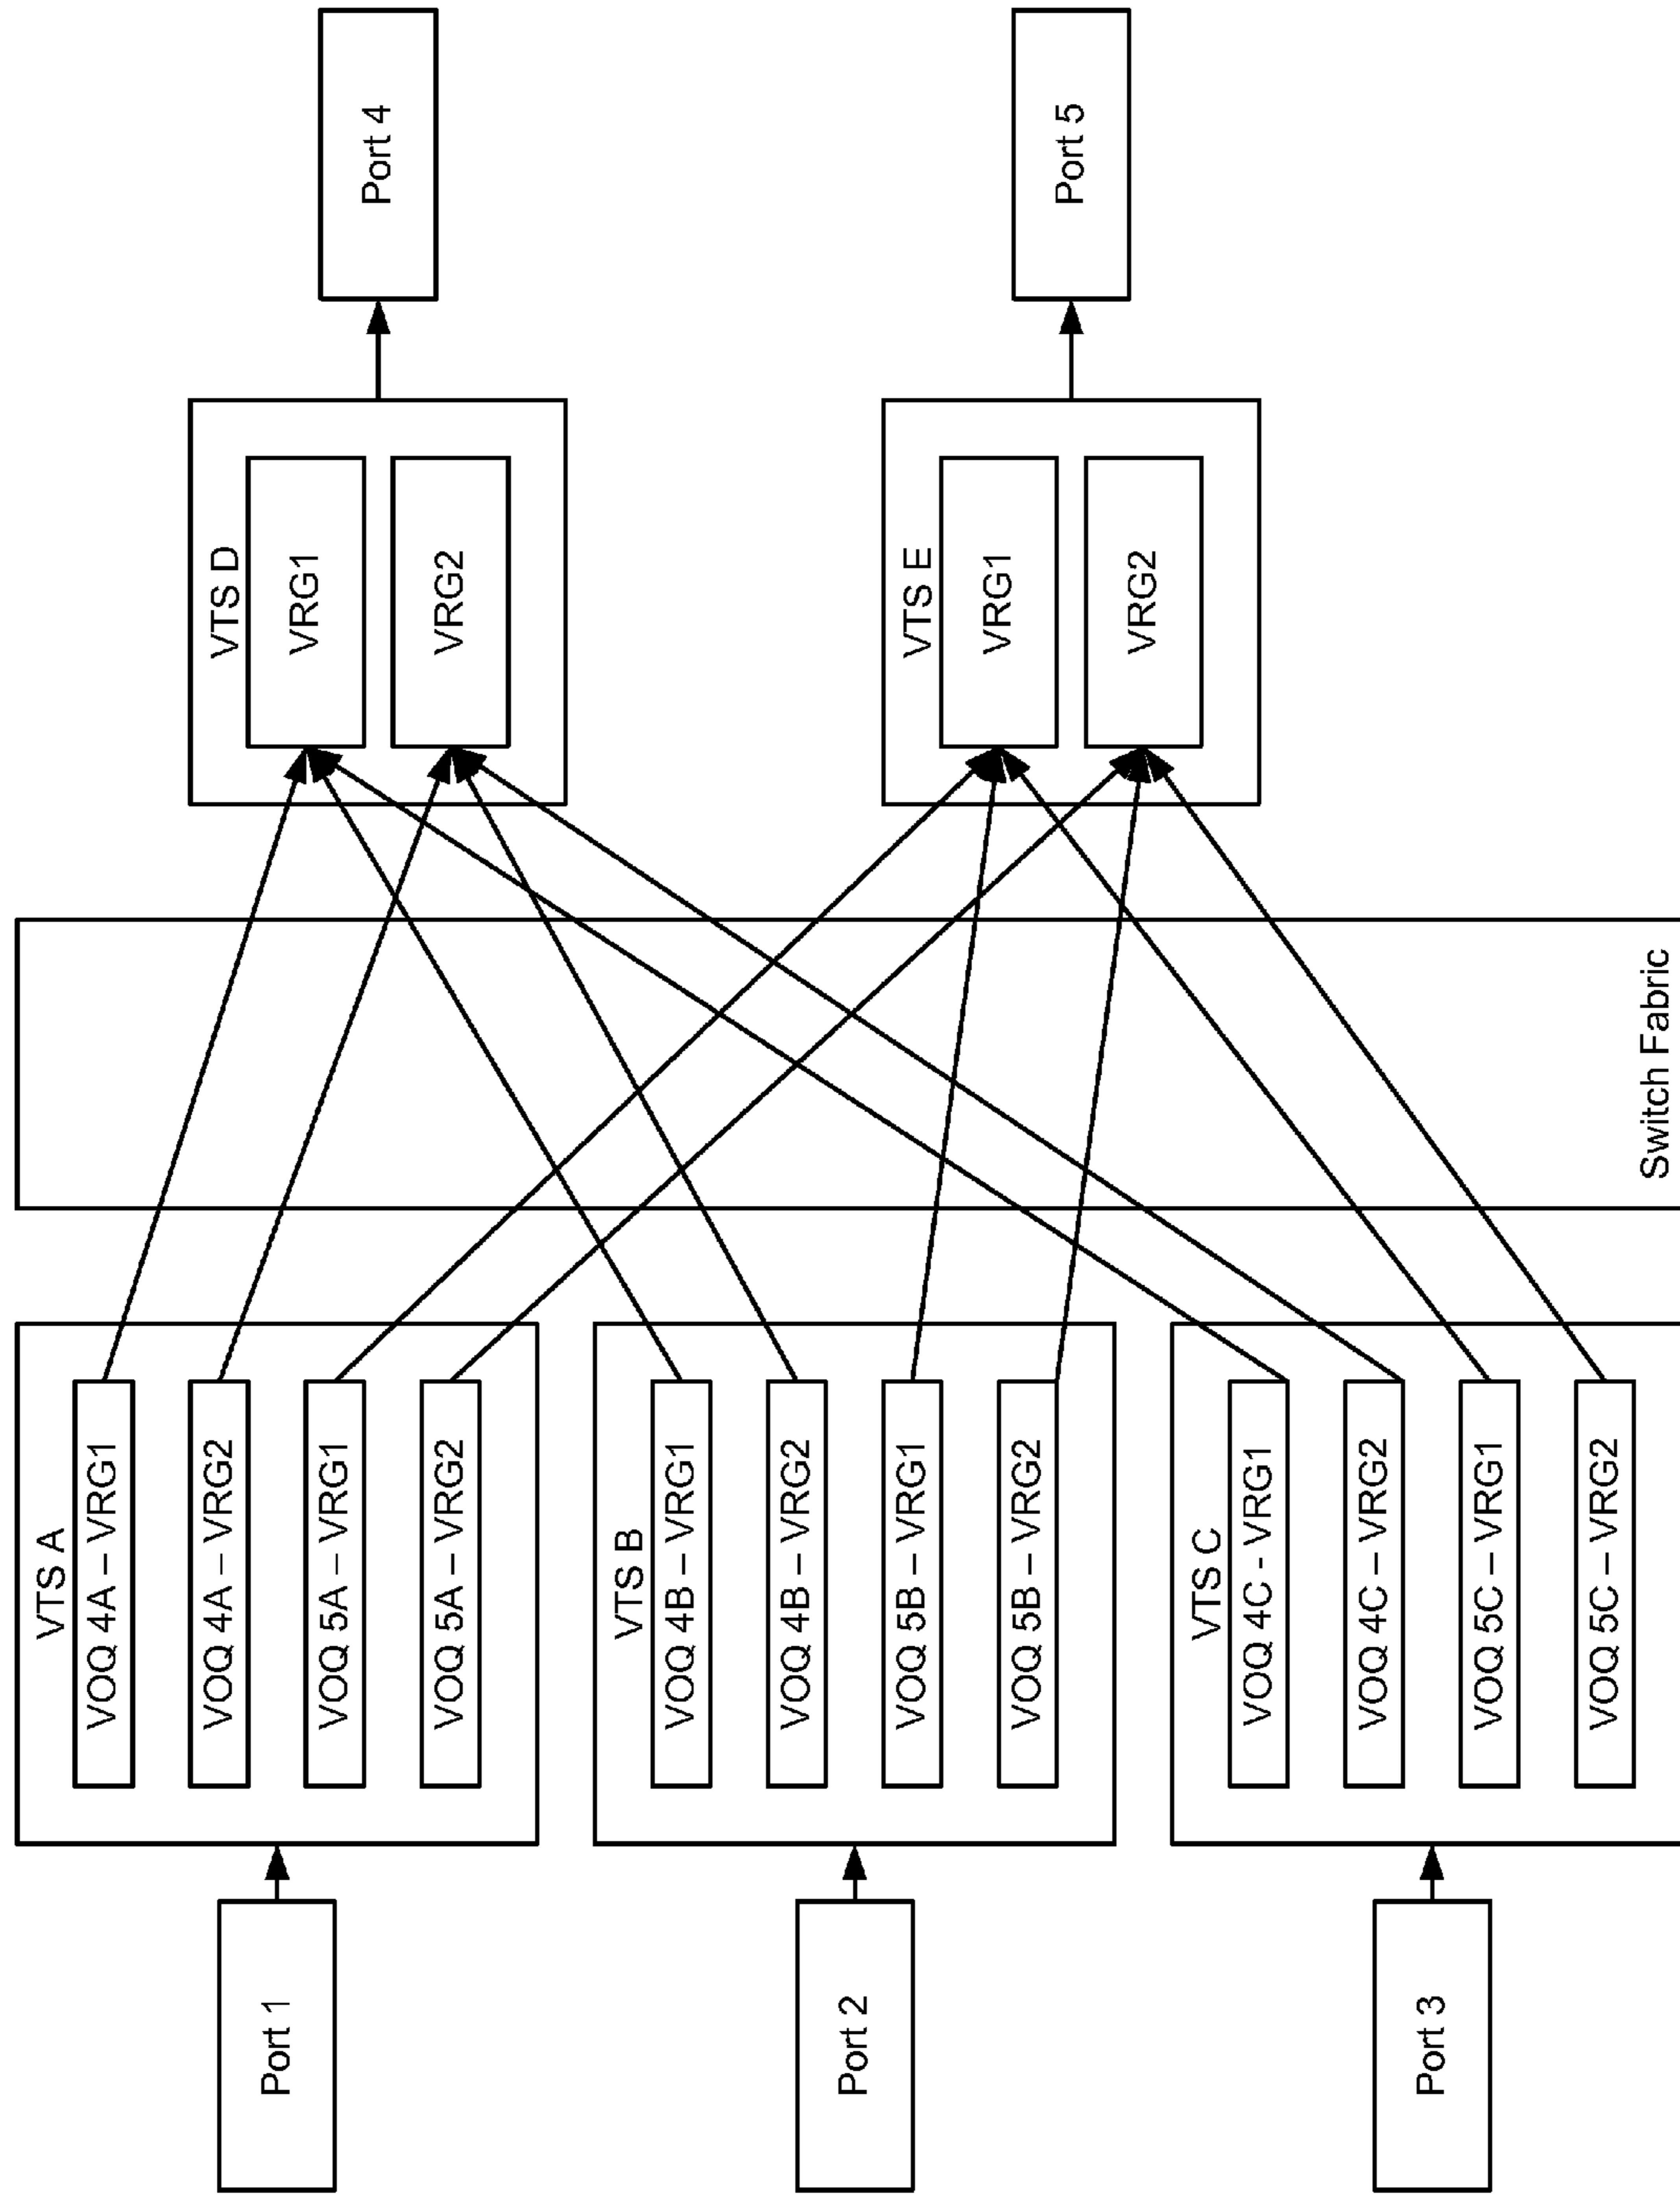 Port 1
VTS A
VOQ 4A – VRG1
VOQ 4A – VRG2
VOQ 5A – VRG1
VOQ 5A – VRG2
Port 2
VTS B
VOQ 4B – VRG1
VOQ 4B – VRG2
VOQ 5B – VRG1
VOQ 5B – VRG2
Port 3
VTS C
VOQ 4C - VRG1
VOQ 4C – VRG2
VOQ 5C – VRG1
VOQ 5C – VRG2
Switch Fabric
VTS D
VRG1
VRG2
Port 4
VTS E
VRG1
VRG2
Port 5